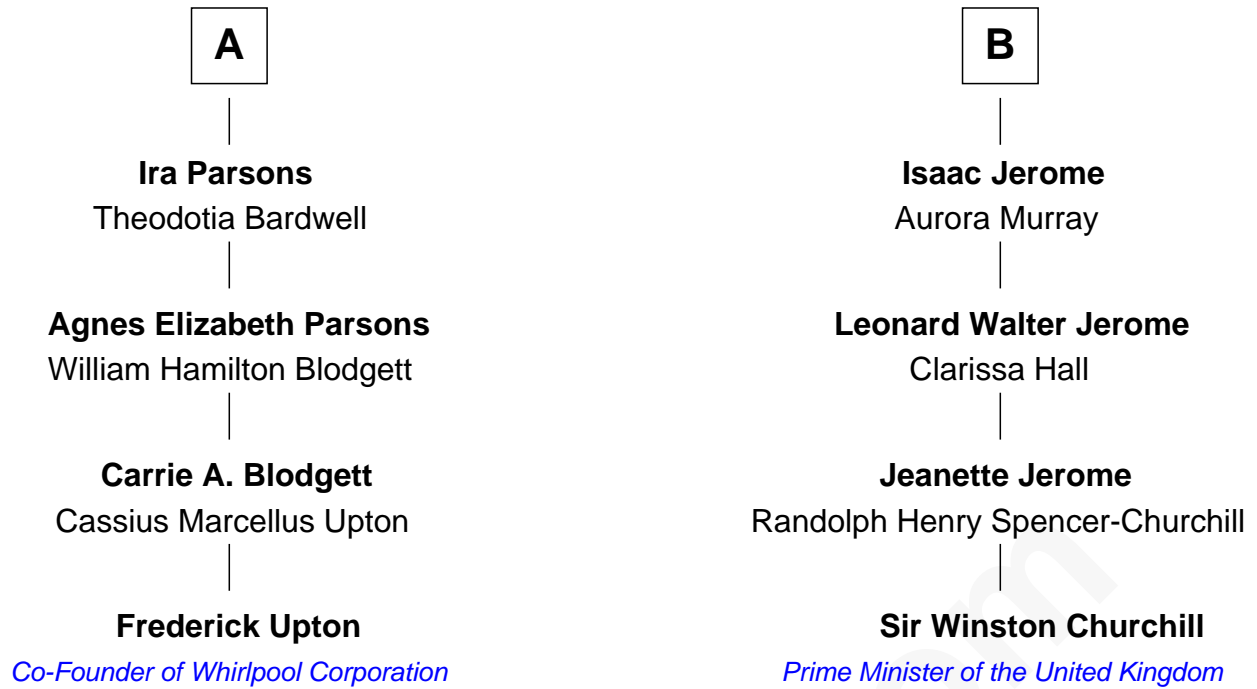 A
B
Ira Parsons
Theodotia Bardwell
Isaac Jerome
Aurora Murray
Agnes Elizabeth Parsons
William Hamilton Blodgett
Leonard Walter Jerome
Clarissa Hall
Carrie A. Blodgett
Cassius Marcellus Upton
Jeanette Jerome
Randolph Henry Spencer-Churchill
Frederick Upton
Co-Founder of Whirlpool Corporation
Sir Winston Churchill
Prime Minister of the United Kingdom